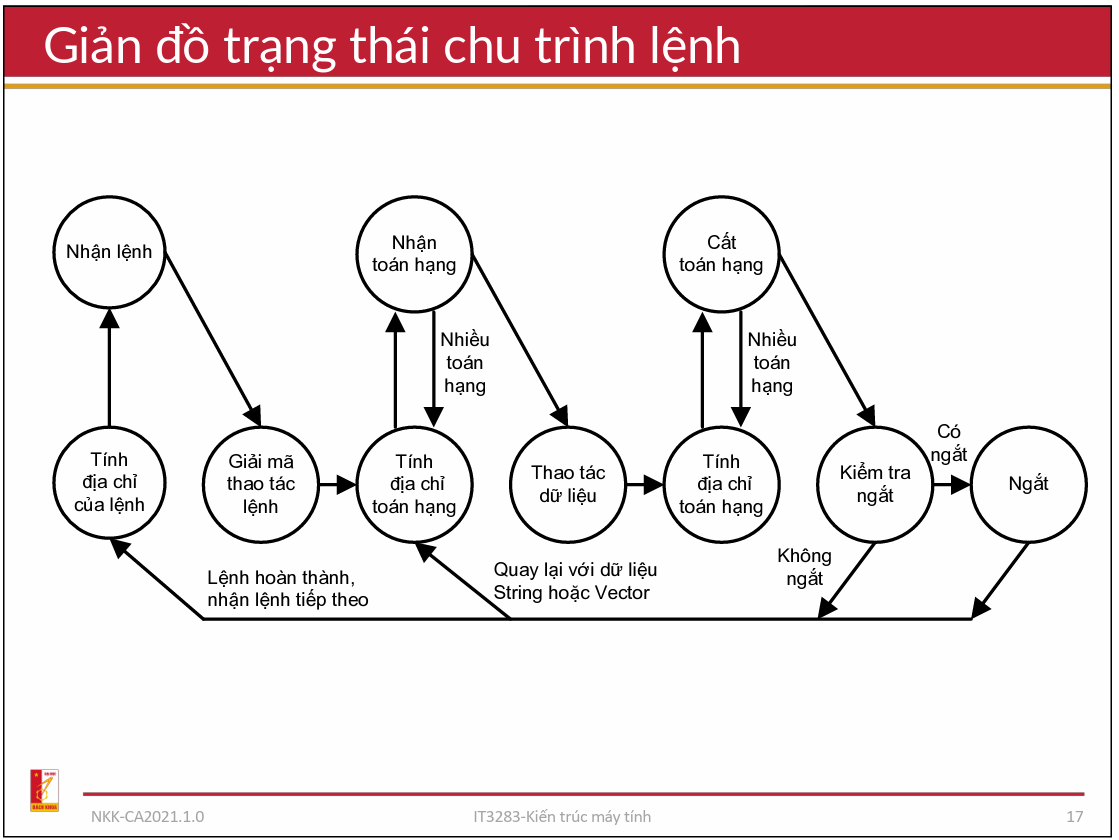 Giản đồ trạng thái chu trình lệnh
Nhận lệnh
Nhận
toán hạng
Cất
toán hạng
Nhiều
toán
hạng
Nhiều
toán
hạng
Tính
địa chỉ
của lệnh
Giải mã
thao tác
lệnh
Tính
địa chỉ
toán hạng
Thao tác
dữ liệu
Tính
địa chỉ
toán hạng
Kiểm tra
ngắt
Có
ngắt
Ngắt
Lệnh hoàn thành,
nhận lệnh tiếp theo
Quay lại với dữ liệu
String hoặc Vector
Không
ngắt
BÁCH KHOA
NKK-CA2021.1.0
IT3283-Kiến trúc máy tính
17